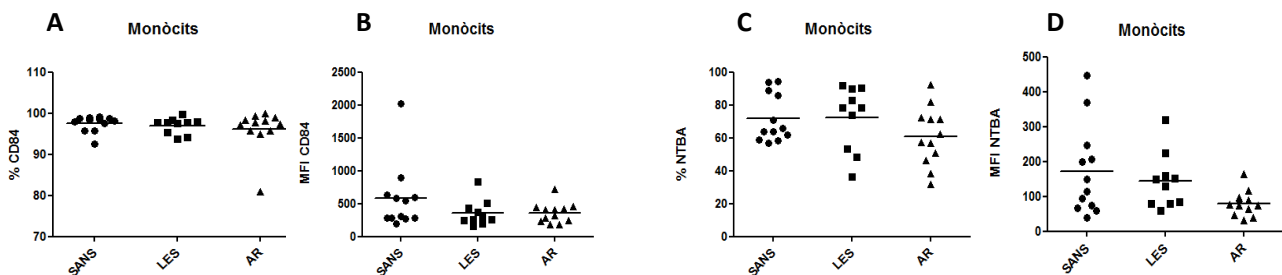 A
Monòcits
% CD84
110
100
90
80
70
SANS
LES
AR
B
Monòcits
MFI CD84
2500
2000
1500
1000
500
0
SANS
LES
AR
C
Monòcits
% NTBA
100
80
60
40
20
0
SANS
LES
AR
D
Monòcits
MFI NTBA
500
400
300
200
100
0
SANS
LES
AR